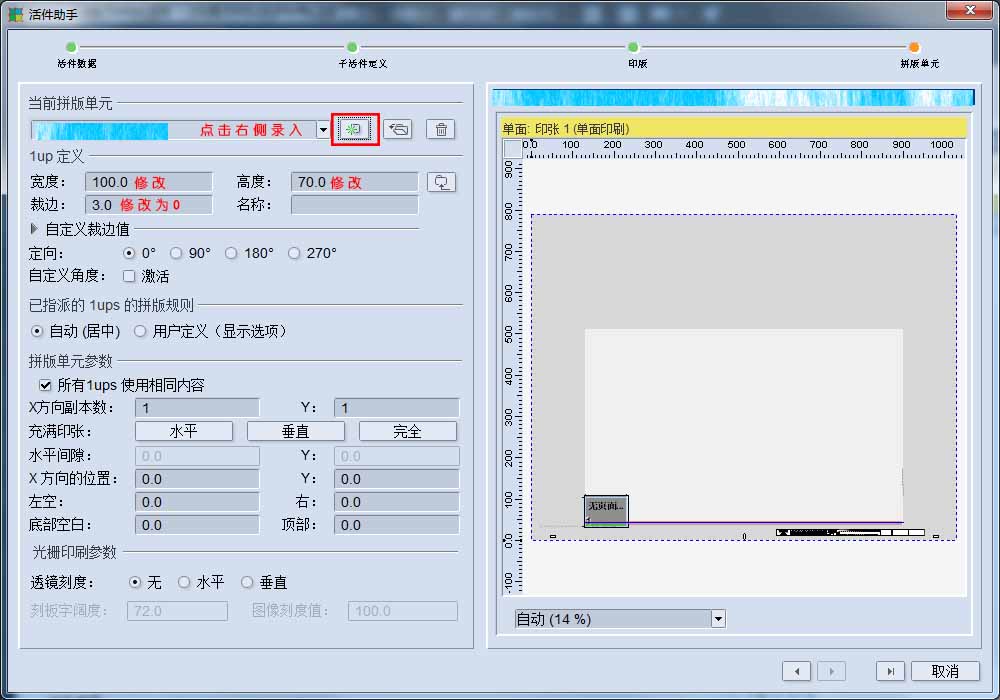 活件助手
活件数据 子活件定义 印版 拼版单元
当前拼版单元
点击右侧录入
1up 定义
宽度: 100.0 修改 高度: 70.0 修改
裁边: 3.0 修改为0 名称:
自定义裁边值
定向: 0° 90° 180° 270°
自定义角度: 激活
已指派的 1ups 的拼版规则
自动 (居中) 用户定义（显示选项）
拼版单元参数
所有1ups 使用相同内容
X方向副本数: 1 Y: 1
充满印张: 水平 垂直 完全
水平间隙: 0.0 Y: 0.0
X 方向的位置: 0.0 Y: 0.0
左空: 0.0 右: 0.0
底部空白: 0.0 顶部: 0.0
光栅印刷参数
透镜刻度: 无 水平 垂直
刻板字阔度: 72.0 图像刻度值: 100.0
单面: 印张 1 (单面印刷)
0.0 100 200 300 400 500 600 700 800 900 1000
900
800
700
600
500
400
300
200
100
0.0
-100
无页面...
自动 (14 %)
取消